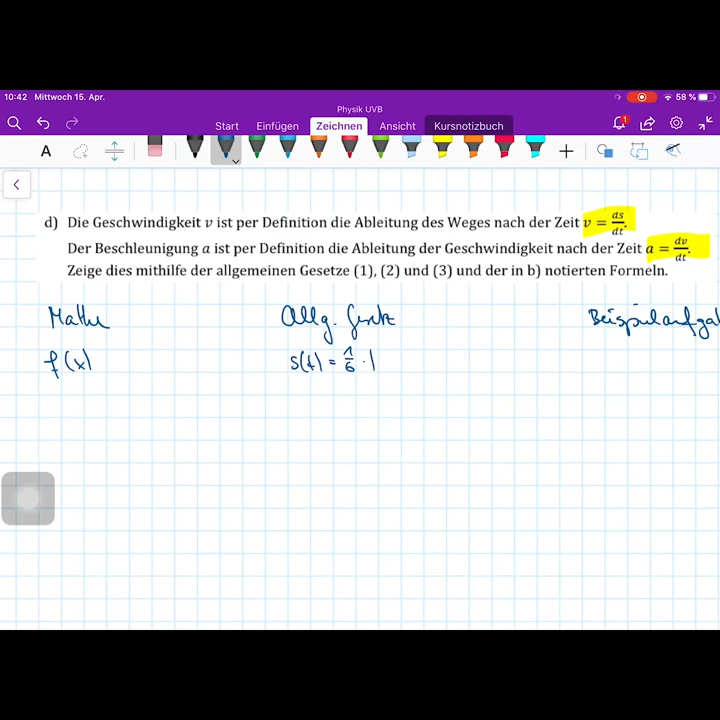 10:42 Mittwoch 15. Apr.
58 %
Physik UVB
Start Einfügen Zeichnen Ansicht Kursnotizbuch
1
A
d) Die Geschwindigkeit v ist per Definition die Ableitung des Weges nach der Zeit v = ds/dt.
Der Beschleunigung a ist per Definition die Ableitung der Geschwindigkeit nach der Zeit a = dv/dt.
Zeige dies mithilfe der allgemeinen Gesetze (1), (2) und (3) und der in b) notierten Formeln.
Mathe Allg. Gesetz Beispielaufga
f(x) s(t) = 1/6 ·